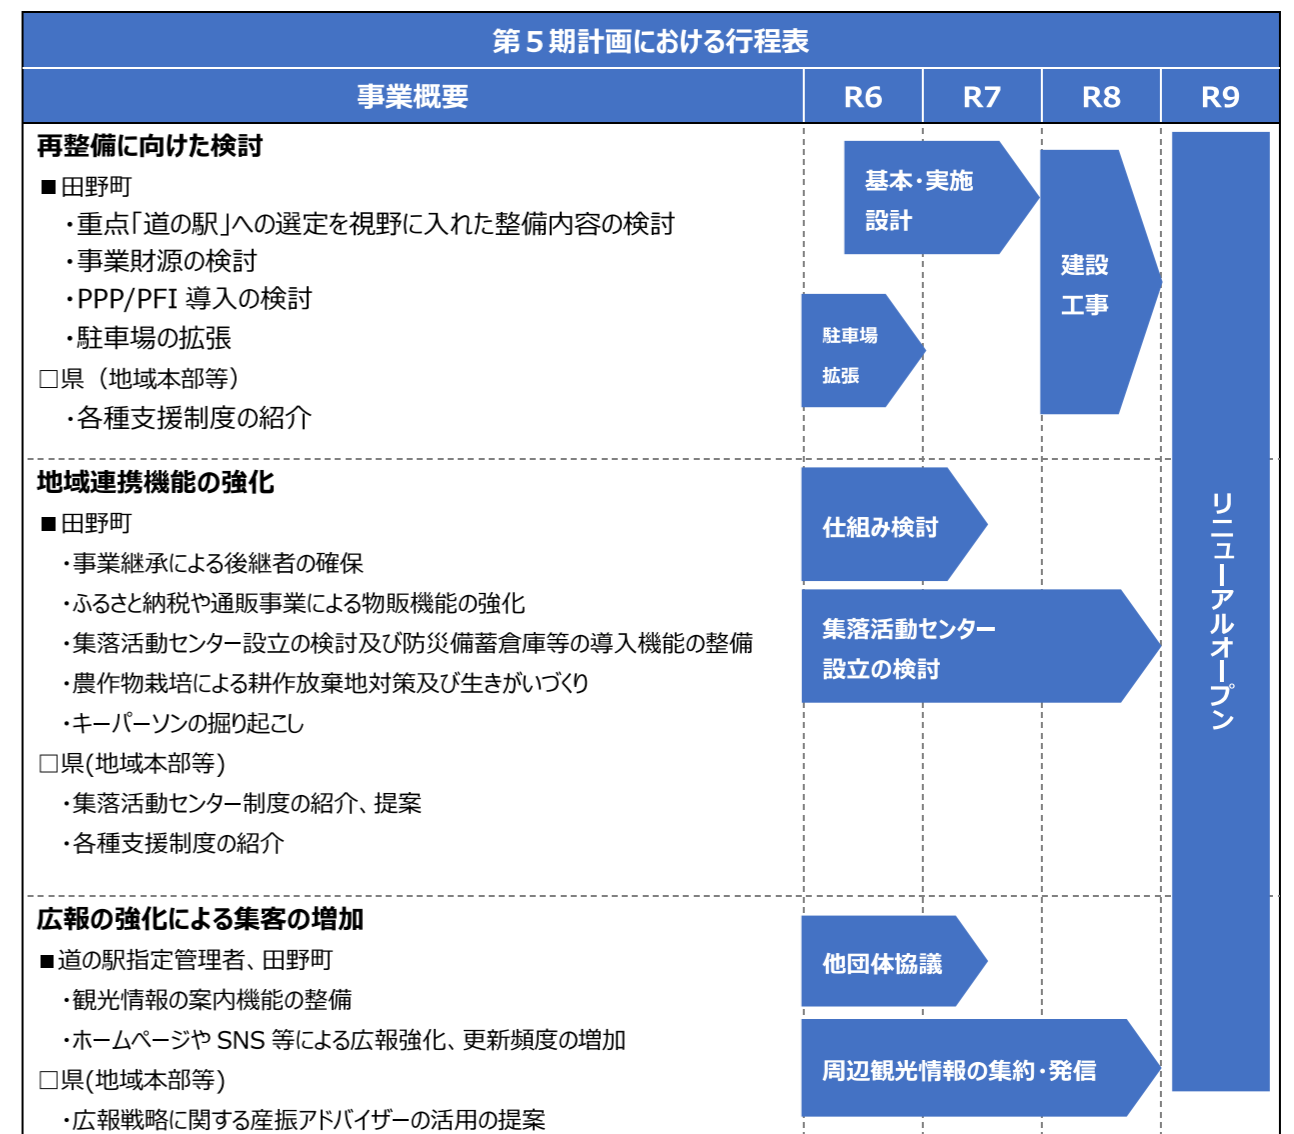 第５期計画における行程表
事業概要 R6 R7 R8 R9
再整備に向けた検討
■田野町
・重点「道の駅」への選定を視野に入れた整備内容の検討
・事業財源の検討
・PPP/PFI 導入の検討
・駐車場の拡張
□県（地域本部等）
・各種支援制度の紹介
基本・実施
設計
駐車場
拡張
建設
工事
リニューアルオープン
地域連携機能の強化
■田野町
・事業継承による後継者の確保
・ふるさと納税や通販事業による物販機能の強化
・集落活動センター設立の検討及び防災備蓄倉庫等の導入機能の整備
・農作物栽培による耕作放棄地対策及び生きがいづくり
・キーパーソンの掘り起こし
□県(地域本部等)
・集落活動センター制度の紹介、提案
・各種支援制度の紹介
仕組み検討
集落活動センター
設立の検討
広報の強化による集客の増加
■道の駅指定管理者、田野町
・観光情報の案内機能の整備
・ホームページや SNS 等による広報強化、更新頻度の増加
□県(地域本部等)
・広報戦略に関する産振アドバイザーの活用の提案
他団体協議
周辺観光情報の集約・発信